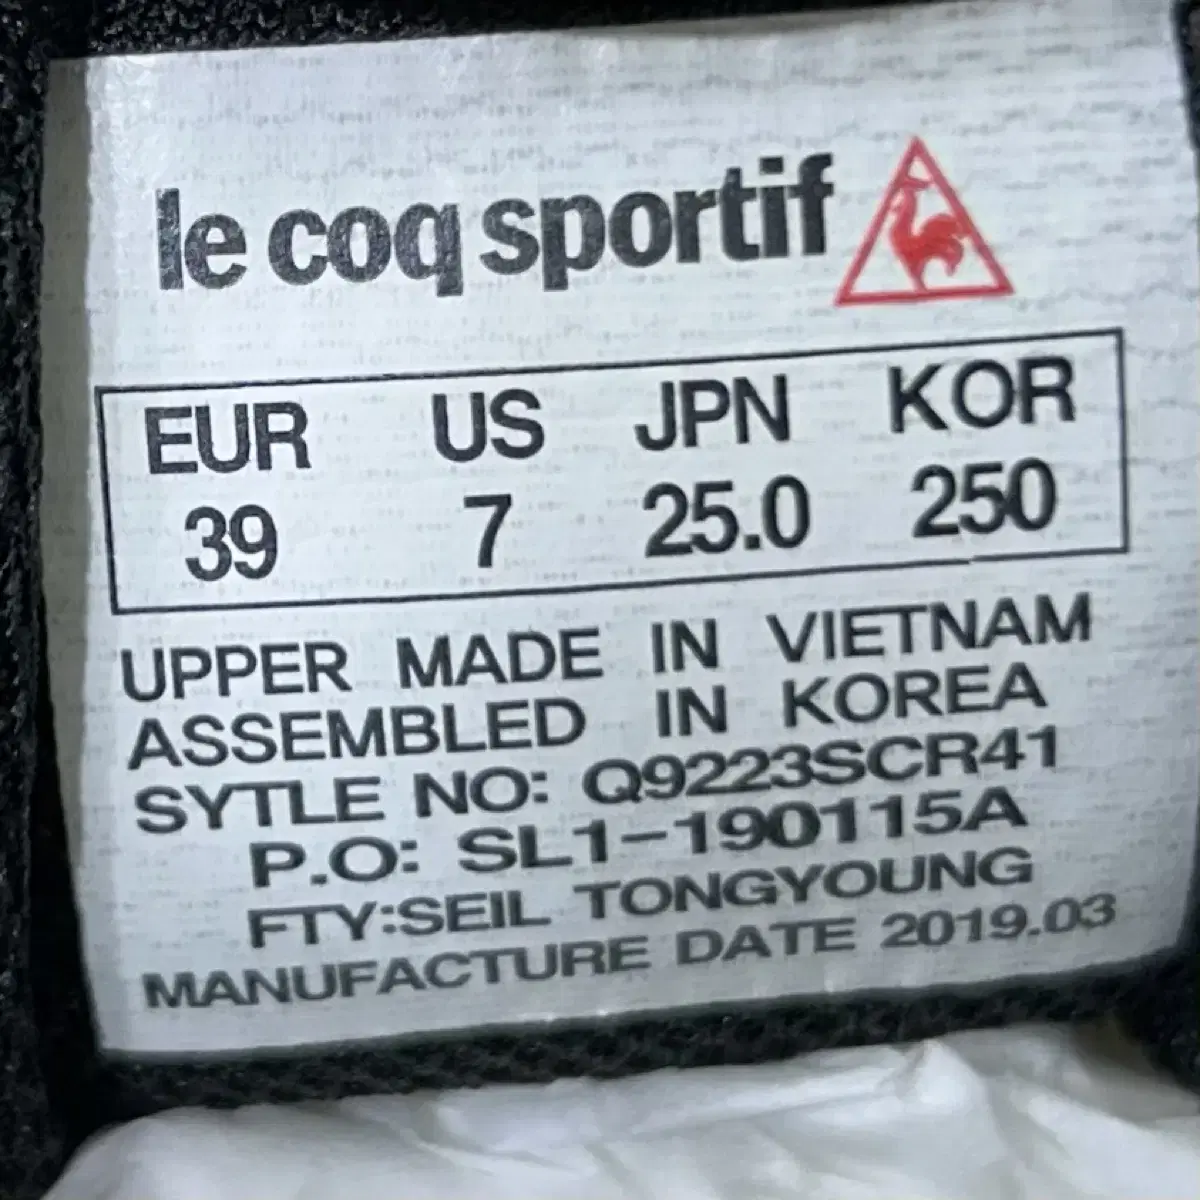 le coq sportif
EUR US JPN KOR
39 7 25.0 250
UPPER MADE IN VIETNAM
ASSEMBLED IN KOREA
SYTLE NO: Q9223SCR41
P.O: SL1-190115A
FTY:SEIL TONGYOUNG
MANUFACTURE DATE 2019.03